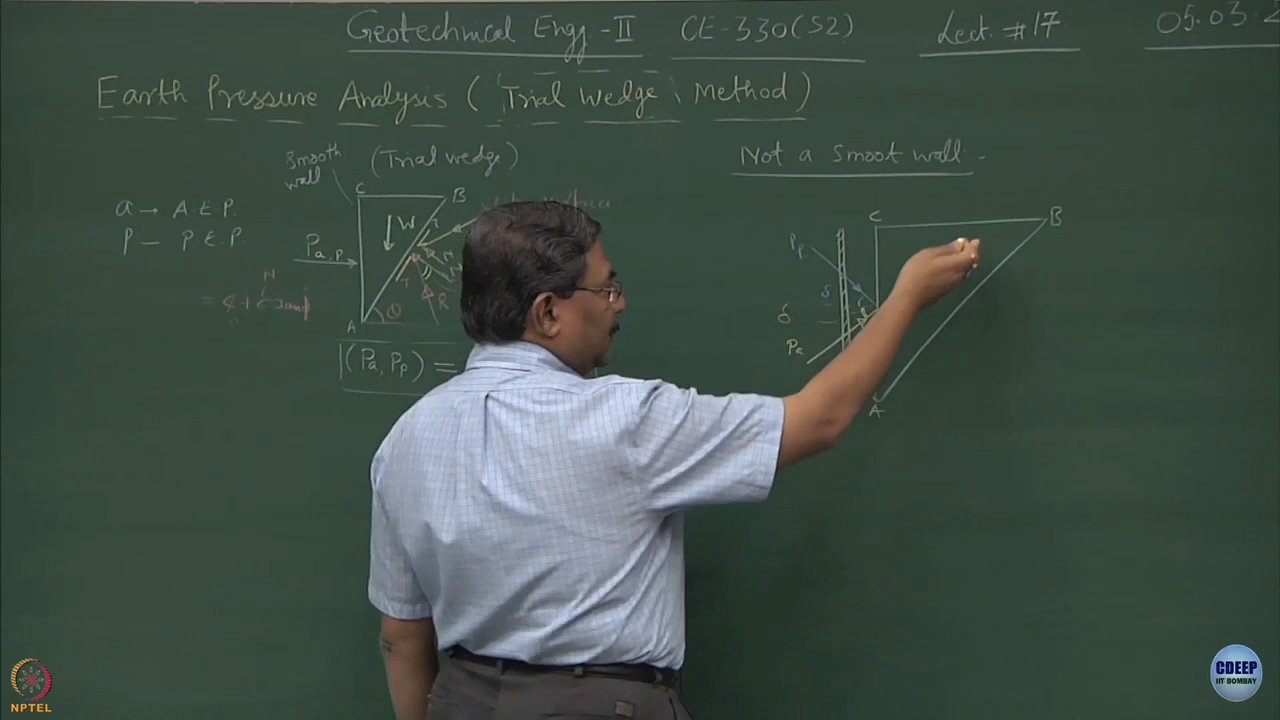 Geotechnical Engg-II CE-330(S2) Lect. #17 05.03.2
Earth Pressure Analysis (Trial Wedge Method)
Smooth wall
(Trial wedge)
Not a Smoot wall
a → A E P.
P - P E P.
C B
W
Pa,p
N
T
R
θ
A
|(Pa, Pp) =
C B
Pp
δ
δ
Pa
A
NPTEL
CDEEP
IIT BOMBAY